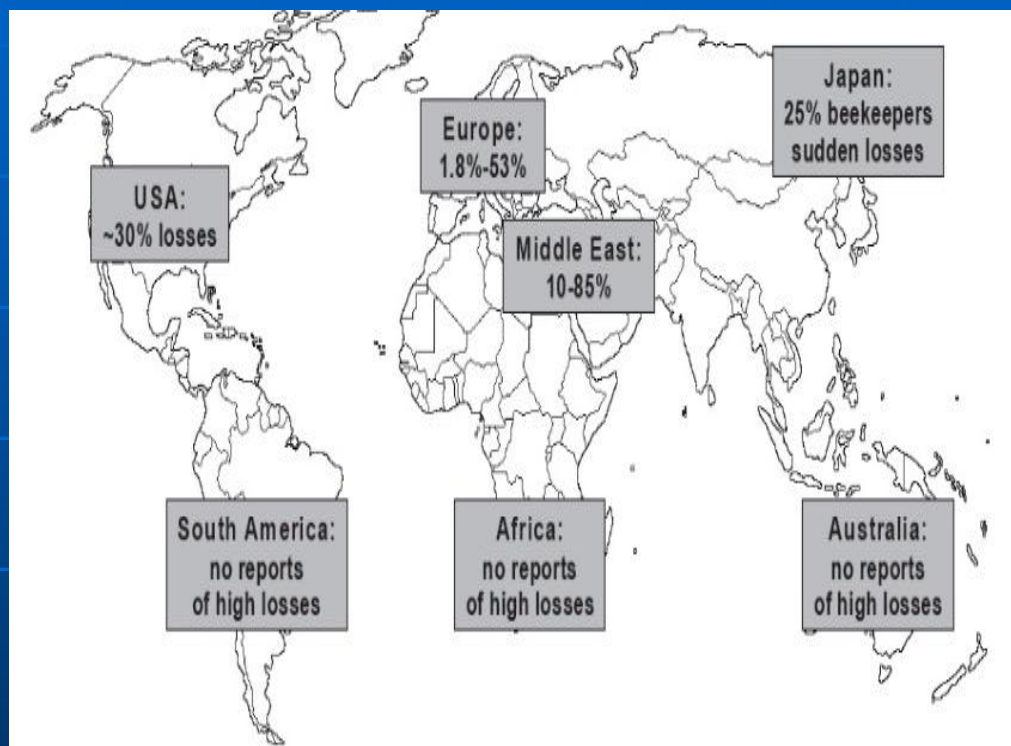 USA:
~30% losses
Europe:
1.8%-53%
Japan:
25% beekeepers
sudden losses
Middle East:
10-85%
South America:
no reports
of high losses
Africa:
no reports
of high losses
Australia:
no reports
of high losses